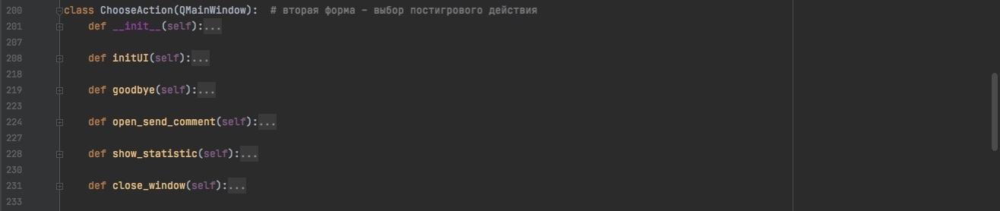 200 class ChooseAction(QMainWindow):  # вторая форма - выбор постигрового действия
201     def __init__(self):...
207
208     def initUI(self):...
218
219     def goodbye(self):...
223
224     def open_send_comment(self):...
227
228     def show_statistic(self):...
230
231     def close_window(self):...
233